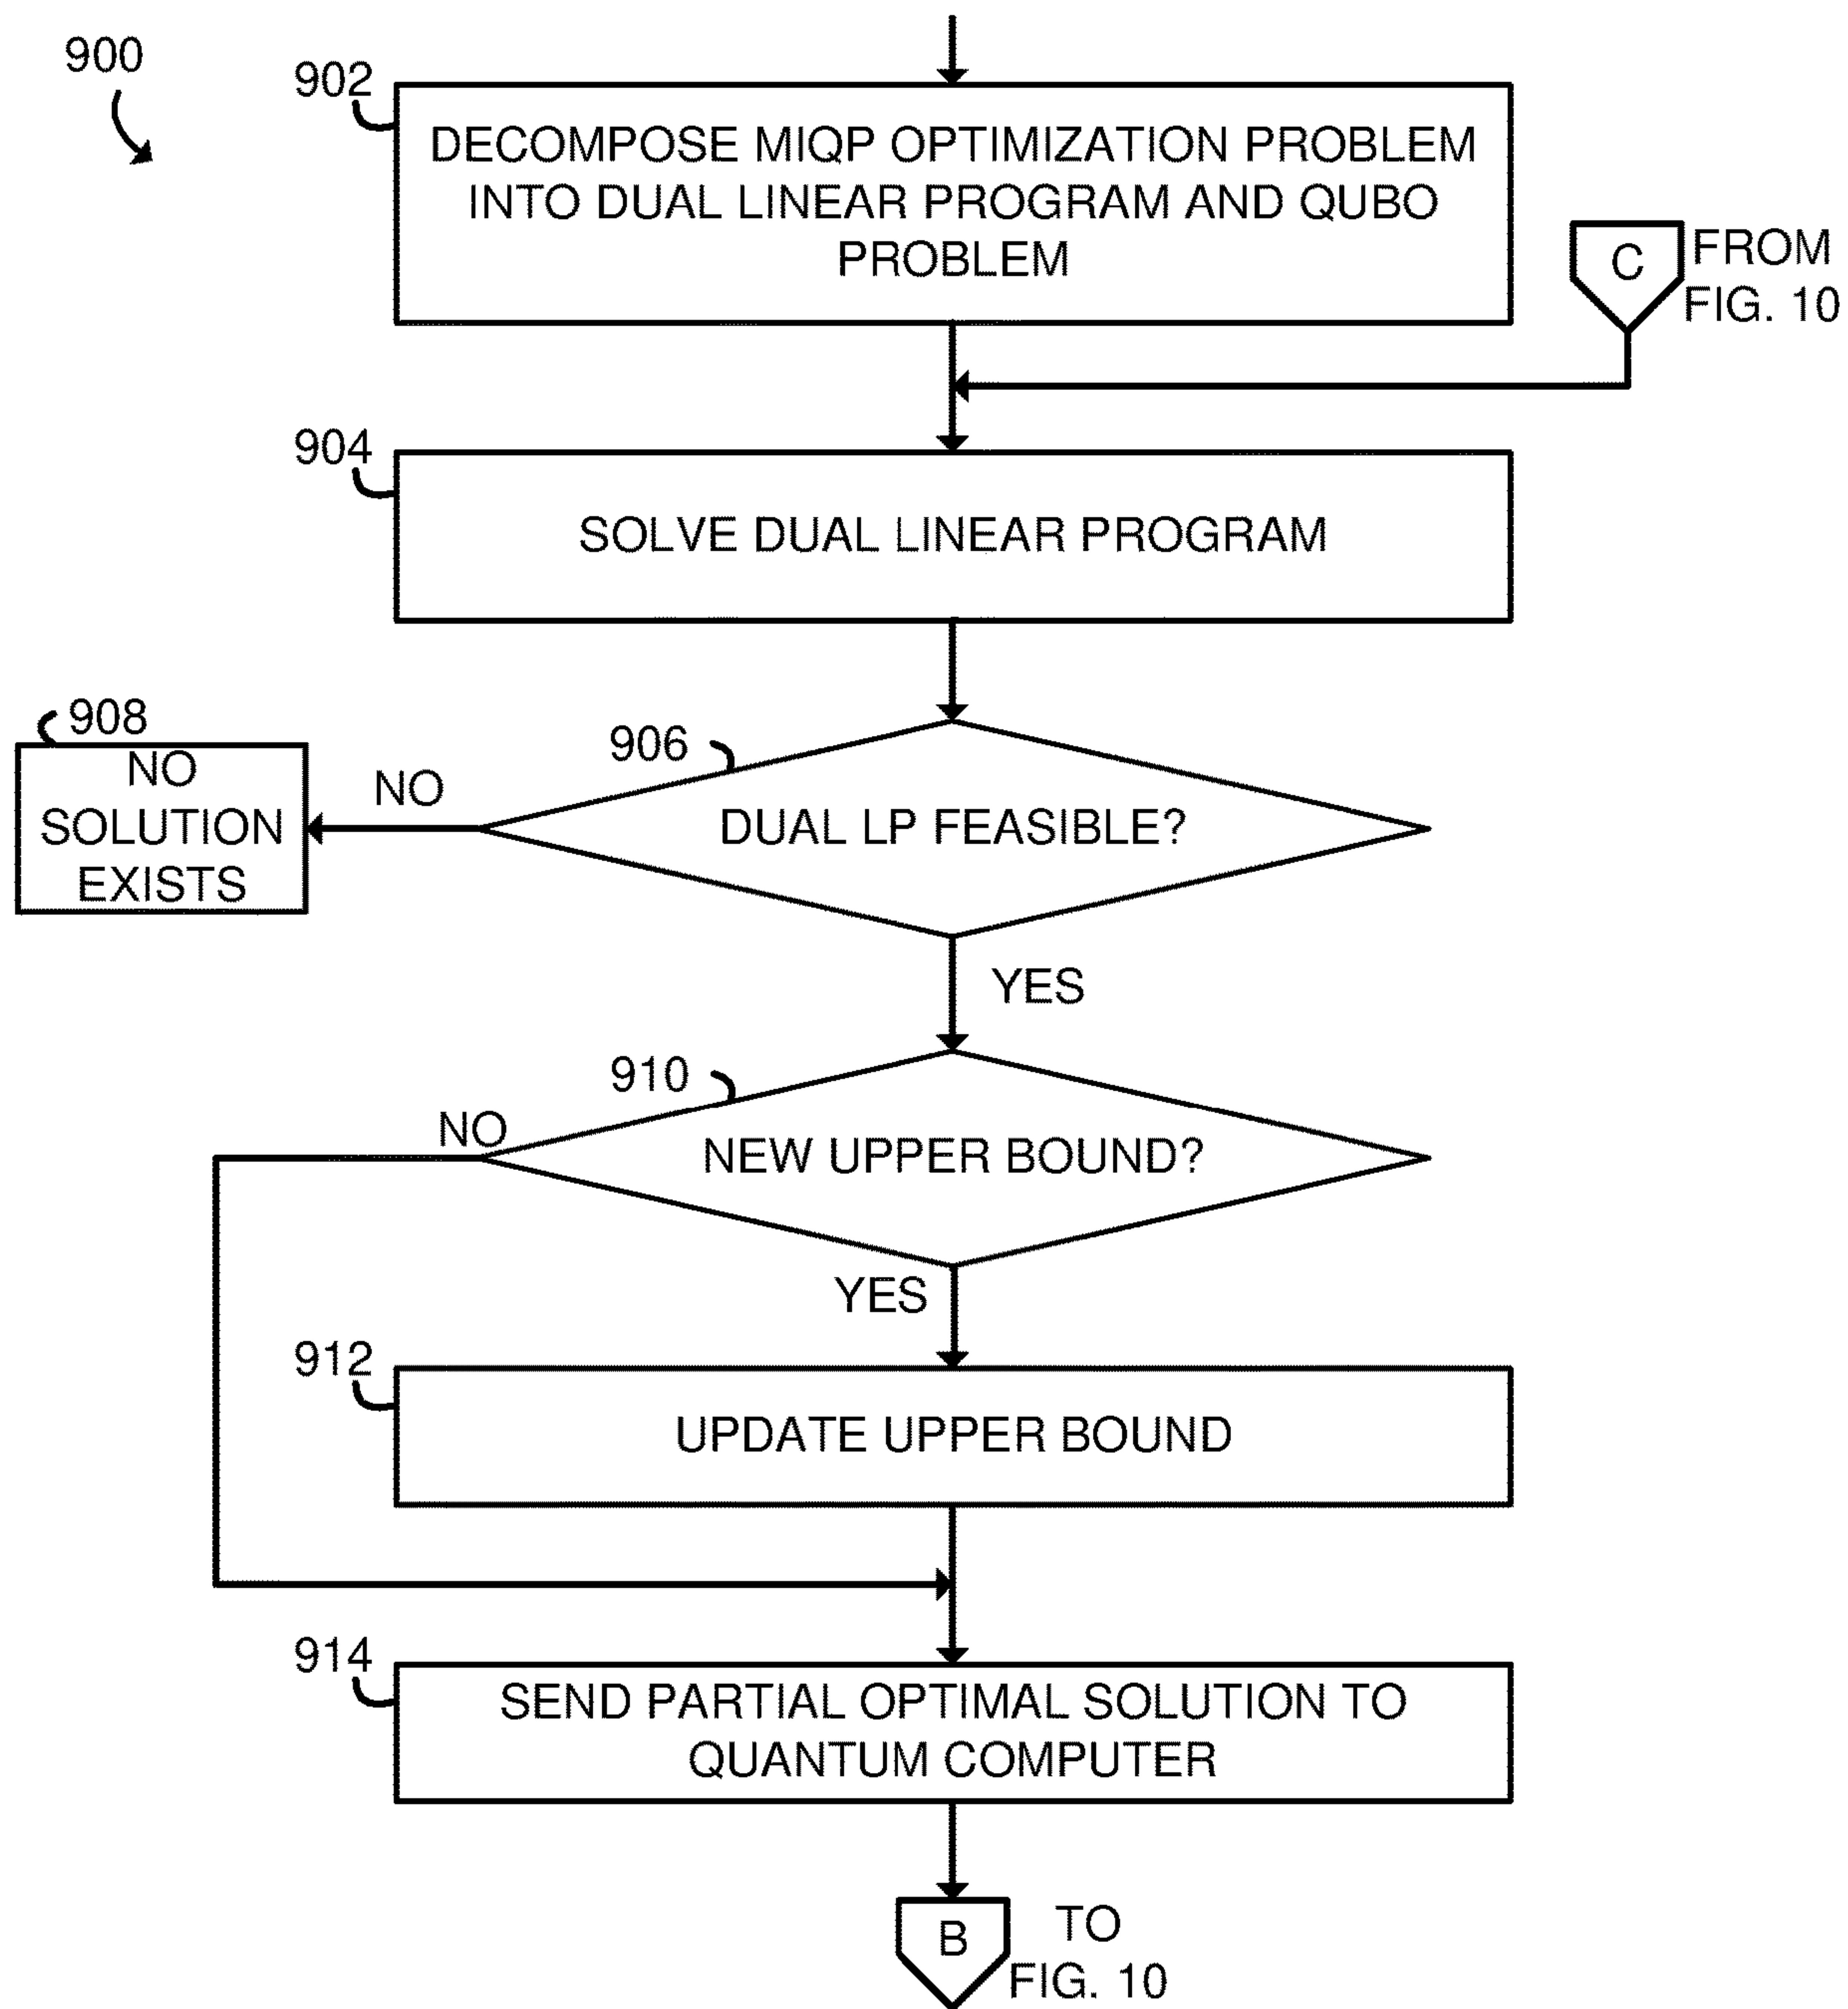 900
902
DECOMPOSE MIQP OPTIMIZATION PROBLEM
INTO DUAL LINEAR PROGRAM AND QUBO
PROBLEM
C
FROM
FIG. 10
904
SOLVE DUAL LINEAR PROGRAM
908
NO
SOLUTION
EXISTS
NO
906
DUAL LP FEASIBLE?
YES
910
NO
NEW UPPER BOUND?
YES
912
UPDATE UPPER BOUND
914
SEND PARTIAL OPTIMAL SOLUTION TO
QUANTUM COMPUTER
B
TO
FIG. 10